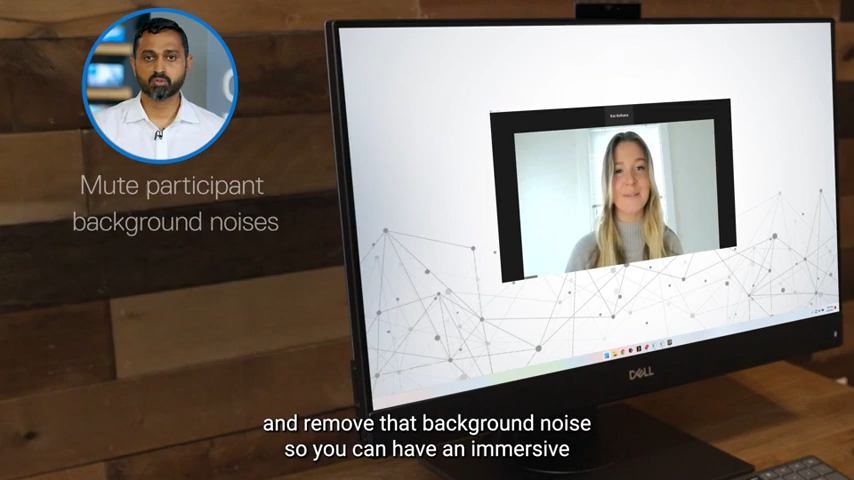 Mute participant
background noises
DELL
and remove that background noise
so you can have an immersive